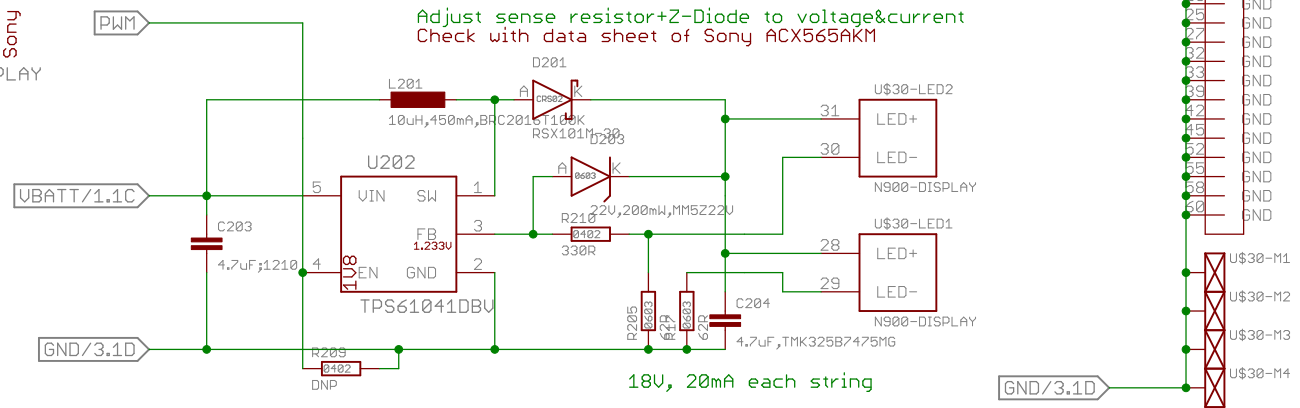 Sony
PLAY
PWM
Adjust sense resistor+Z-Diode to voltage&current
Check with data sheet of Sony ACX565AKM
D201
A
CRS02
K
RSX101M-30
L201
10uH,450mA,BRC2016T100K
D203
A
0603
K
22V,200mW,MM5Z22V
U$30-LED2
31
LED+
30
LED-
N900-DISPLAY
U202
VBATT/1.1C
5
VIN
SW
1
FB
1.233V
3
4
EN
1V8
GND
2
TPS61041DBV
C203
4.7uF;1210
R210
0402
330R
U$30-LED1
28
LED+
29
LED-
N900-DISPLAY
R205
0603
62R
0603
62R
C204
4.7uF,TMK325B7475MG
GND/3.1D
R209
0402
DNP
18V, 20mA each string
GND
25
GND
27
GND
32
GND
33
GND
39
GND
42
GND
45
GND
52
GND
55
GND
58
GND
60
GND
U$30-M1
U$30-M2
U$30-M3
U$30-M4
GND/3.1D